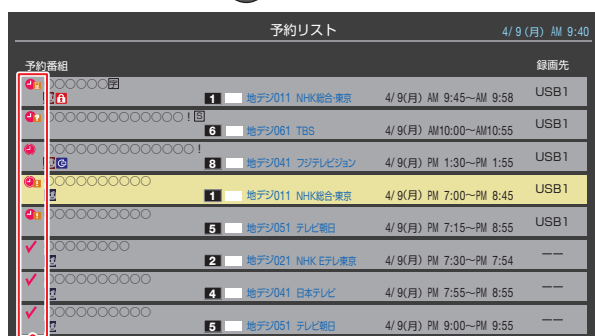 予約リスト 4/ 9 (月) AM 9:40
予約番組 録画先
○○○○○○字
1 地デジ011 NHK総合・東京 4/ 9(月) AM 9:45~AM 9:58 USB1
○○○○○○○○○○○○○!S
6 地デジ061 TBS 4/ 9(月) AM10:00~AM10:55 USB1
○○○○○○○○○○○○○○!
8 地デジ041 フジテレビジョン 4/ 9(月) PM 1:30~PM 1:55 USB1
○○○○○○○○○○
1 地デジ011 NHK総合・東京 4/ 9(月) PM 7:00~PM 8:45 USB1
○○○○○○○○○○
5 地デジ051 テレビ朝日 4/ 9(月) PM 7:15~PM 8:55 USB1
○○○○○○○○
2 地デジ021 NHK Eテレ東京 4/ 9(月) PM 7:30~PM 7:54 ーー
○○○○○○○○○○
4 地デジ041 日本テレビ 4/ 9(月) PM 7:55~PM 8:55 ーー
○○○○○○○○○○
5 地デジ051 テレビ朝日 4/ 9(月) PM 9:00~PM 9:55 ーー